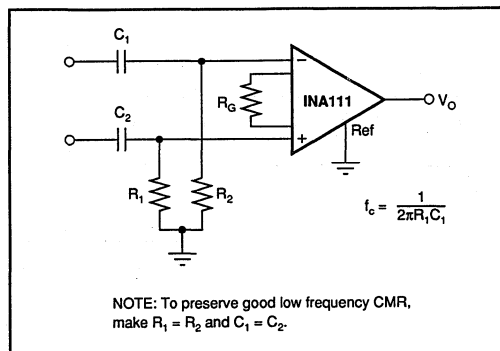 C1
C2
RG
−
INA111
+
VO
Ref
R1
R2
fc = 1 / 2πR1C1
NOTE: To preserve good low frequency CMR,
make R1 = R2 and C1 = C2.